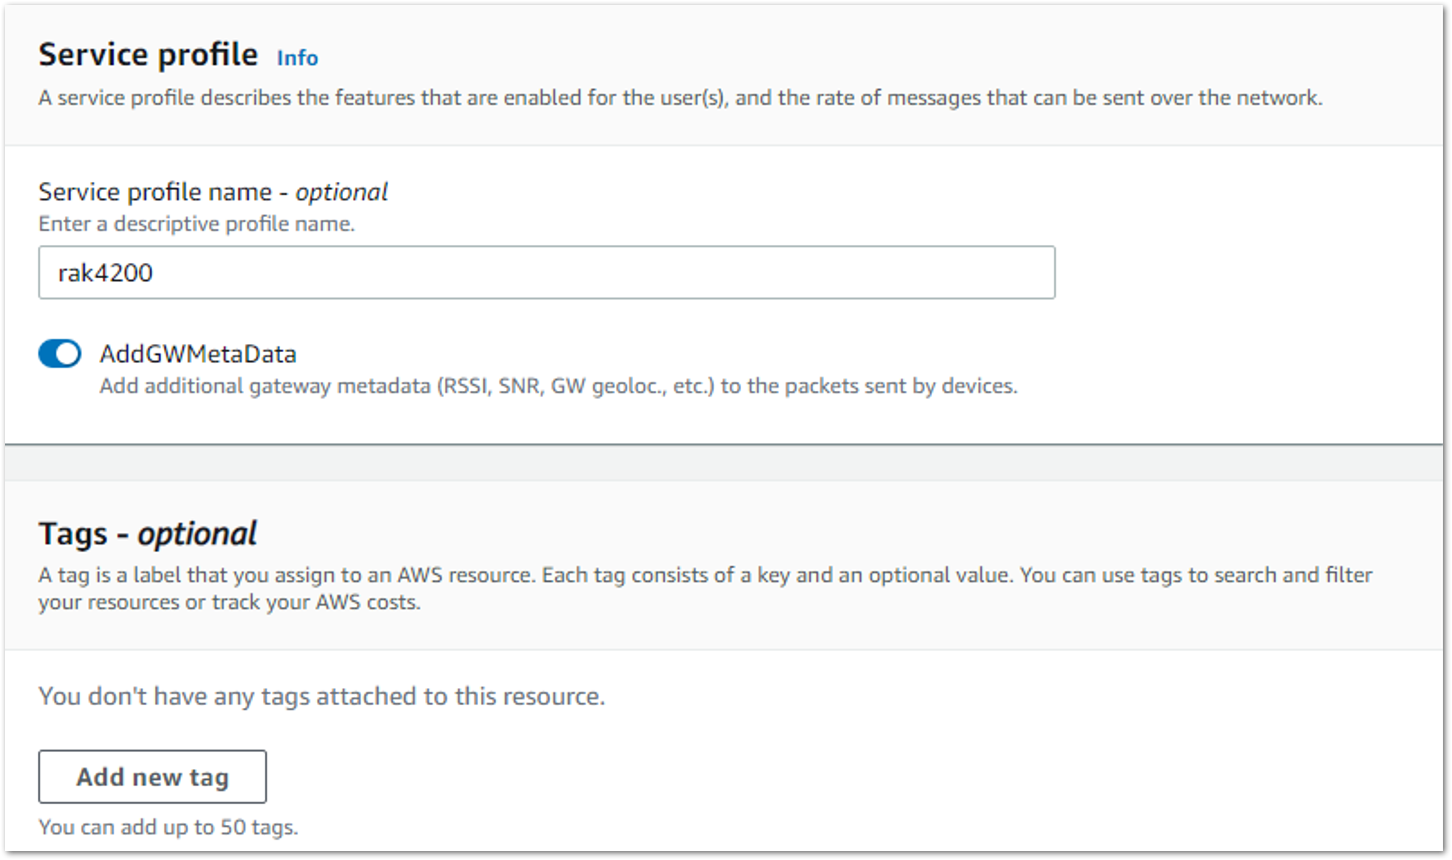 Service profile Info
A service profile describes the features that are enabled for the user(s), and the rate of messages that can be sent over the network.
Service profile name - optional
Enter a descriptive profile name.
rak4200
AddGWMetaData
Add additional gateway metadata (RSSI, SNR, GW geoloc., etc.) to the packets sent by devices.
Tags - optional
A tag is a label that you assign to an AWS resource. Each tag consists of a key and an optional value. You can use tags to search and filter
your resources or track your AWS costs.
You don't have any tags attached to this resource.
Add new tag
You can add up to 50 tags.